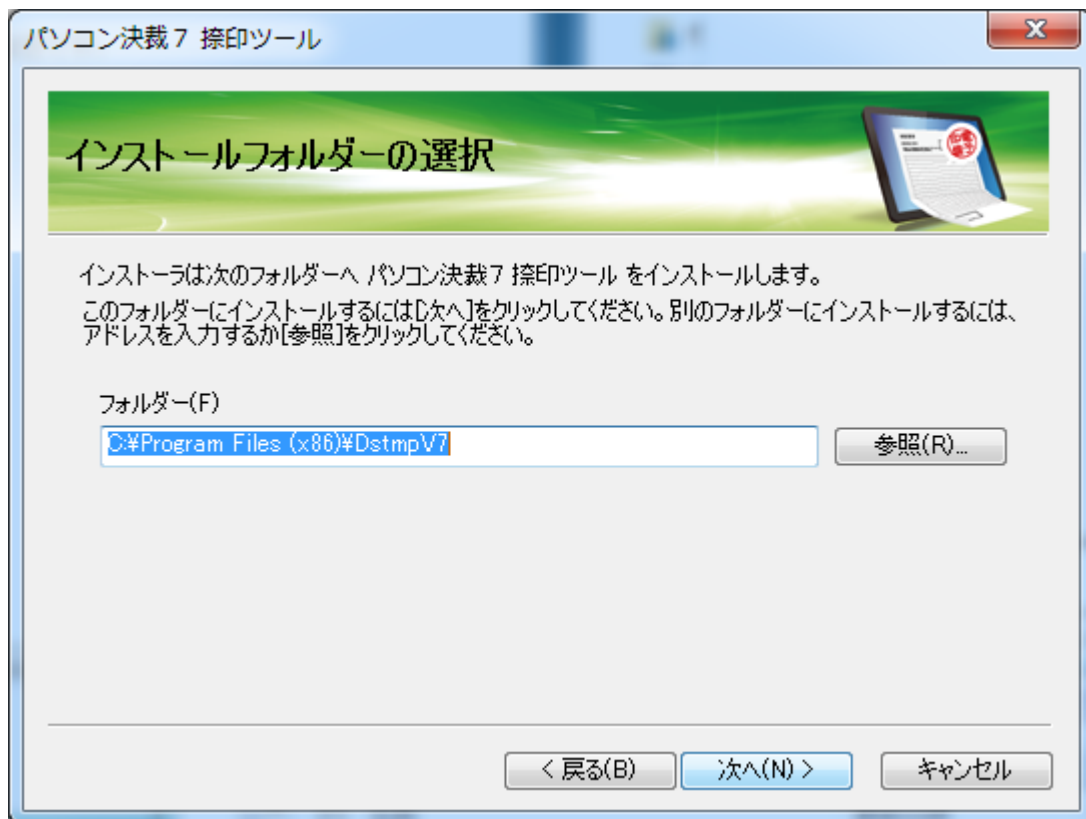 パソコン決裁7 捺印ツール
インストールフォルダーの選択
インストーラは次のフォルダーへ パソコン決裁7 捺印ツール をインストールします。
このフォルダーにインストールするには[次へ]をクリックしてください。別のフォルダーにインストールするには、
アドレスを入力するか[参照]をクリックしてください。
フォルダー(F)
C:¥Program Files (x86)¥DstmpV7
参照(R)...
< 戻る(B)
次へ(N) >
キャンセル